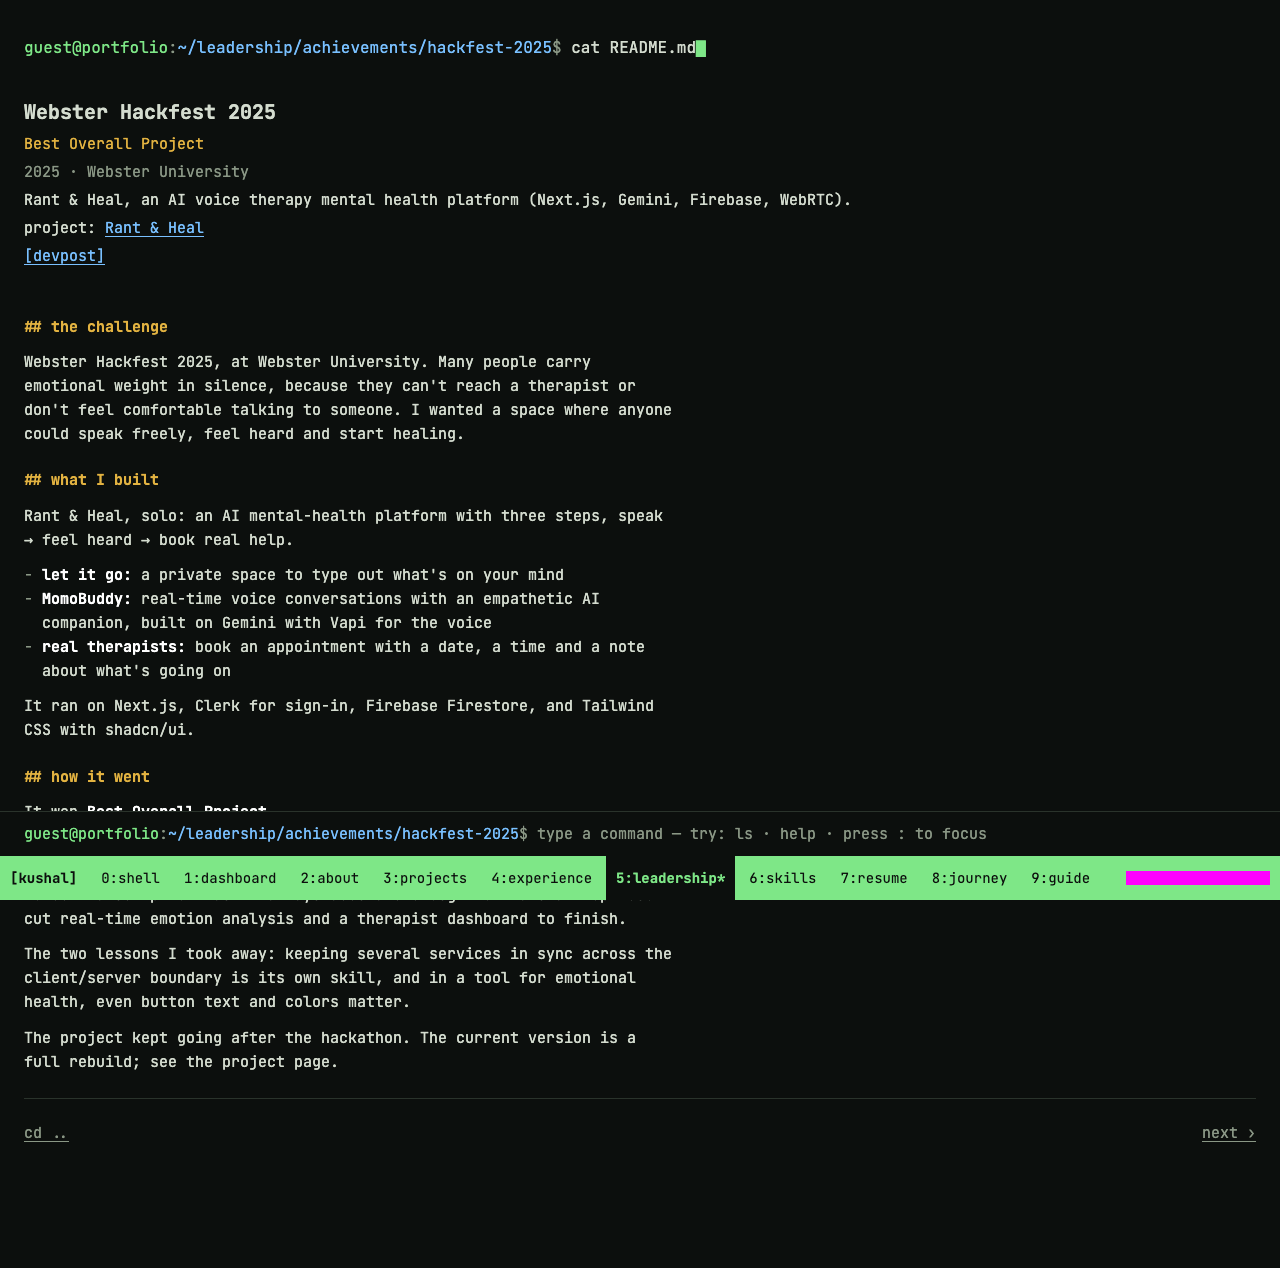 guest@portfolio:~/leadership/achievements/hackfest-2025$ cat README.md
Webster Hackfest 2025
Best Overall Project
2025 · Webster University
Rant & Heal, an AI voice therapy mental health platform (Next.js, Gemini, Firebase, WebRTC).
project: Rant & Heal
[devpost]
## the challenge
Webster Hackfest 2025, at Webster University. Many people carry
emotional weight in silence, because they can't reach a therapist or
don't feel comfortable talking to someone. I wanted a space where anyone
could speak freely, feel heard and start healing.
## what I built
Rant & Heal, solo: an AI mental-health platform with three steps, speak
→ feel heard → book real help.
- let it go: a private space to type out what's on your mind
- MomoBuddy: real-time voice conversations with an empathetic AI
companion, built on Gemini with Vapi for the voice
- real therapists: book an appointment with a date, a time and a note
about what's going on
It ran on Next.js, Clerk for sign-in, Firebase Firestore, and Tailwind
CSS with shadcn/ui.
## how it went
It won Best Overall Project
guest@portfolio:~/leadership/achievements/hackfest-2025$ type a command — try: ls · help · press : to focus
[kushal] 0:shell 1:dashboard 2:about 3:projects 4:experience 5:leadership* 6:skills 7:resume 8:journey 9:guide
cut real-time emotion analysis and a therapist dashboard to finish.
The two lessons I took away: keeping several services in sync across the
client/server boundary is its own skill, and in a tool for emotional
health, even button text and colors matter.
The project kept going after the hackathon. The current version is a
full rebuild; see the project page.
cd ..
next ›